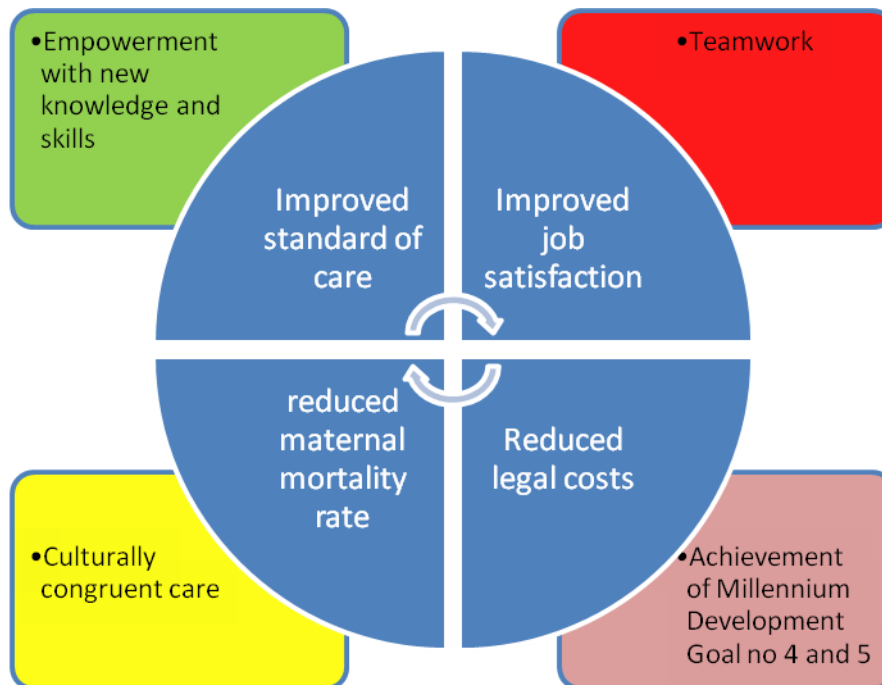 •Empowerment
with new
knowledge and
skills
•Teamwork
Improved
standard of
care
Improved
job
satisfaction
reduced
maternal
mortality
rate
Reduced
legal costs
•Culturally
congruent care
•Achievement
of Millennium
Development
Goal no 4 and 5